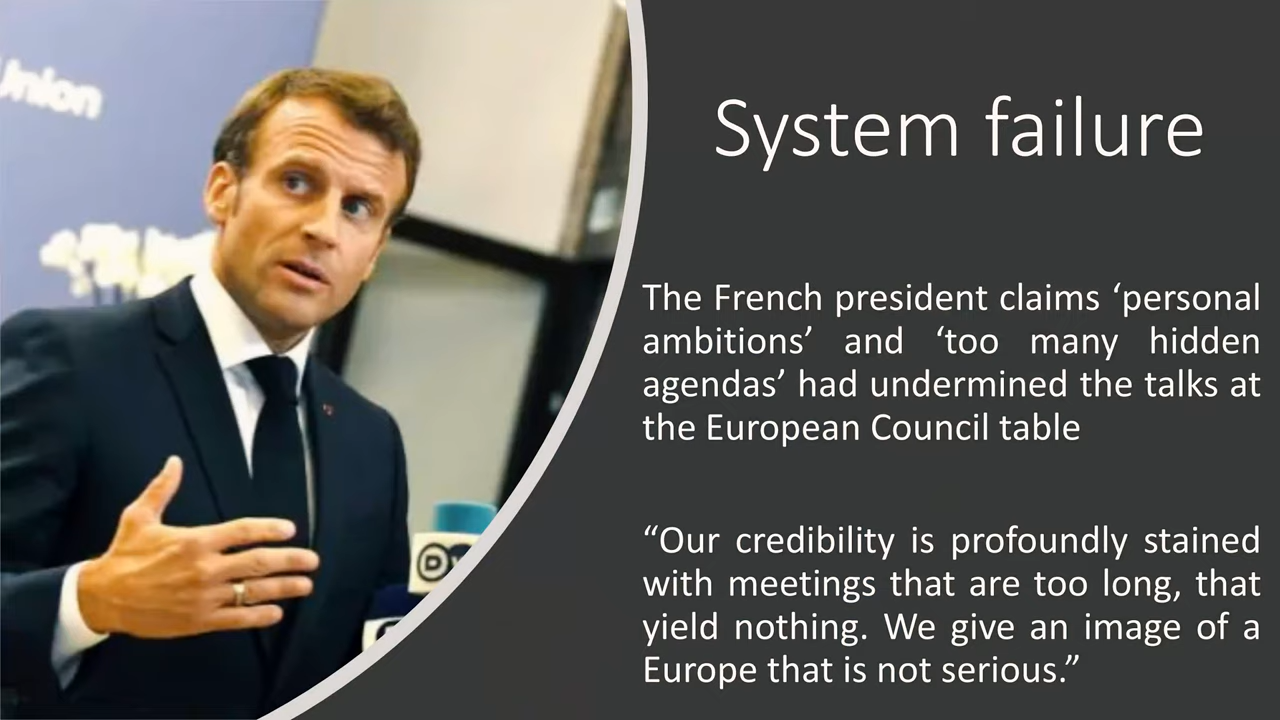 Union
DW
System failure
The French president claims ‘personal
ambitions’ and ‘too many hidden
agendas’ had undermined the talks at
the European Council table
“Our credibility is profoundly stained
with meetings that are too long, that
yield nothing. We give an image of a
Europe that is not serious.”